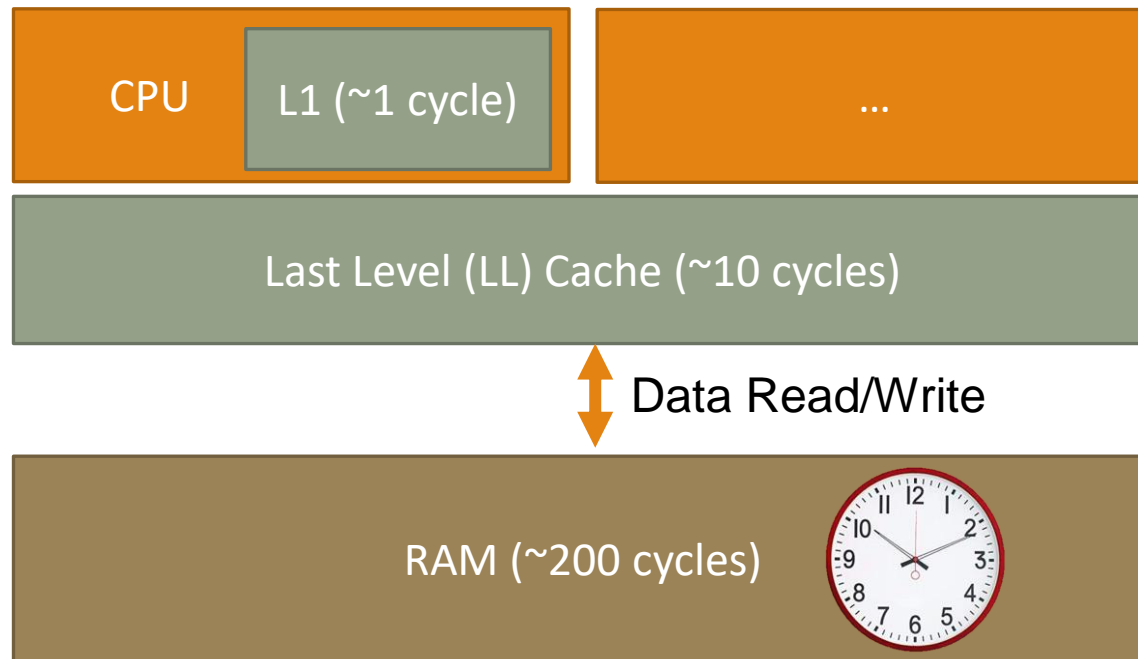 CPU
L1 (~1 cycle)
...
Last Level (LL) Cache (~10 cycles)
Data Read/Write
RAM (~200 cycles)
12
1
2
3
4
5
6
7
8
9
10
11